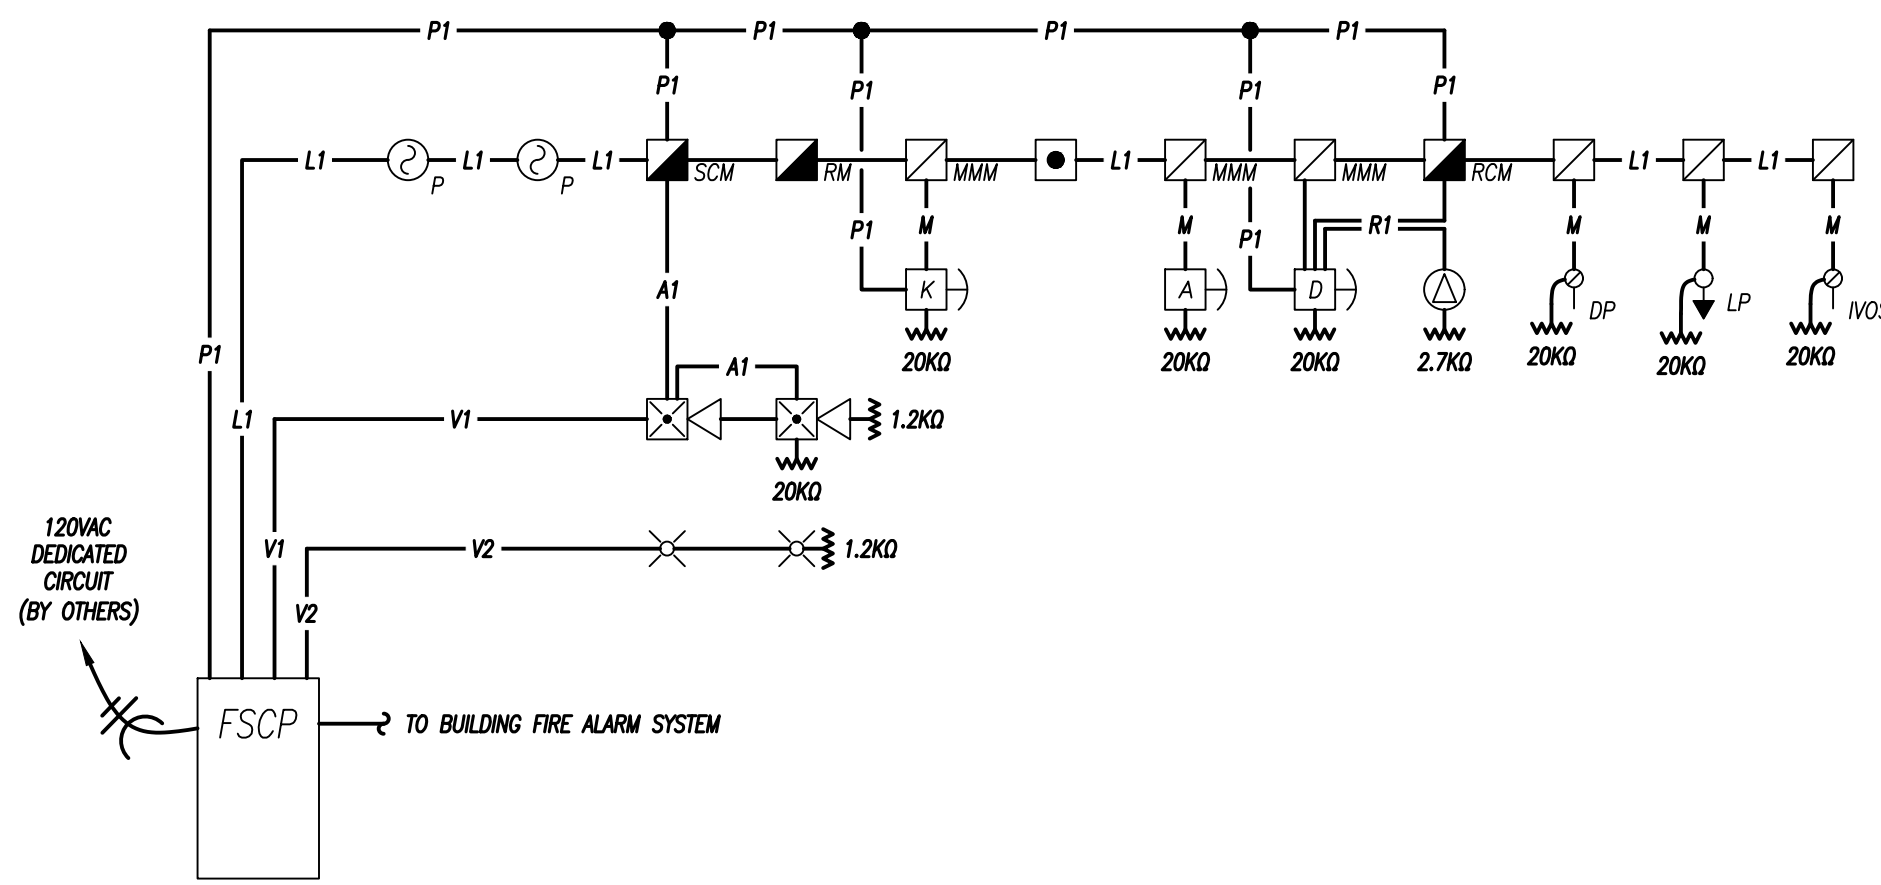 P1 P1 P1 P1
P1 P1 P1 P1
L1 L1 L1 L1 L1 L1
P P SCM RM MMM MMM MMM RCM
P1 M M P1 R1 M M M
A1 K A D DP LP
20KΩ 20KΩ 20KΩ 2.7KΩ 20KΩ 20KΩ 20KΩ
P1 A1
L1 V1 1.2KΩ
20KΩ
120VAC
DEDICATED
CIRCUIT
(BY OTHERS)
V1 V2 1.2KΩ
V2
FSCP TO BUILDING FIRE ALARM SYSTEM